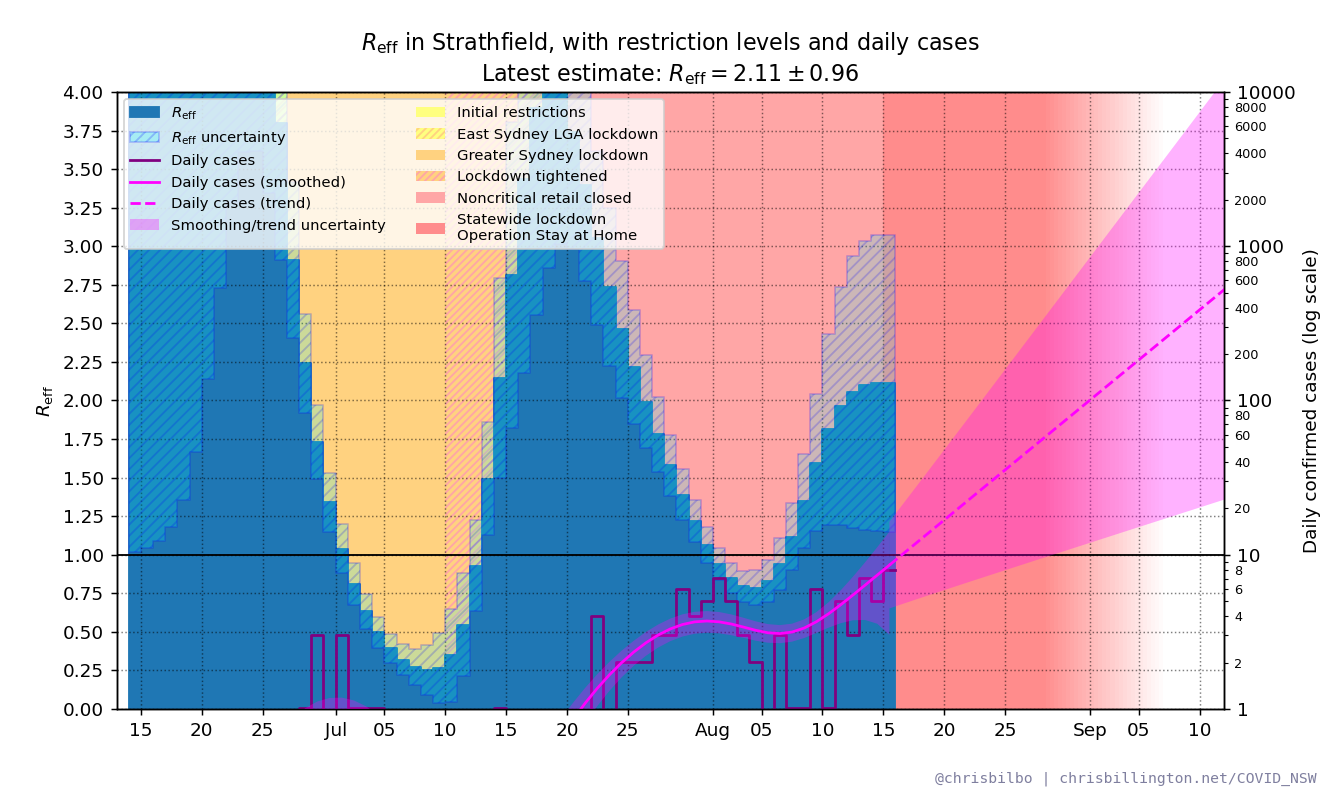 Reff in Strathfield, with restriction levels and daily cases
Latest estimate: Reff = 2.11 ± 0.96
Reff
Reff uncertainty
Daily cases
Daily cases (smoothed)
Daily cases (trend)
Smoothing/trend uncertainty
Initial restrictions
East Sydney LGA lockdown
Greater Sydney lockdown
Lockdown tightened
Noncritical retail closed
Statewide lockdown
Operation Stay at Home
Reff
4.00
3.75
3.50
3.25
3.00
2.75
2.50
2.25
2.00
1.75
1.50
1.25
1.00
0.75
0.50
0.25
0.00
10000
8000
6000
4000
2000
1000
800
600
400
200
100
80
60
40
20
10
8
6
4
2
1
Daily confirmed cases (log scale)
15 20 25 Jul 05 10 15 20 25 Aug 05 10 15 20 25 Sep 05 10
@chrisbilbo | chrisbillington.net/COVID_NSW